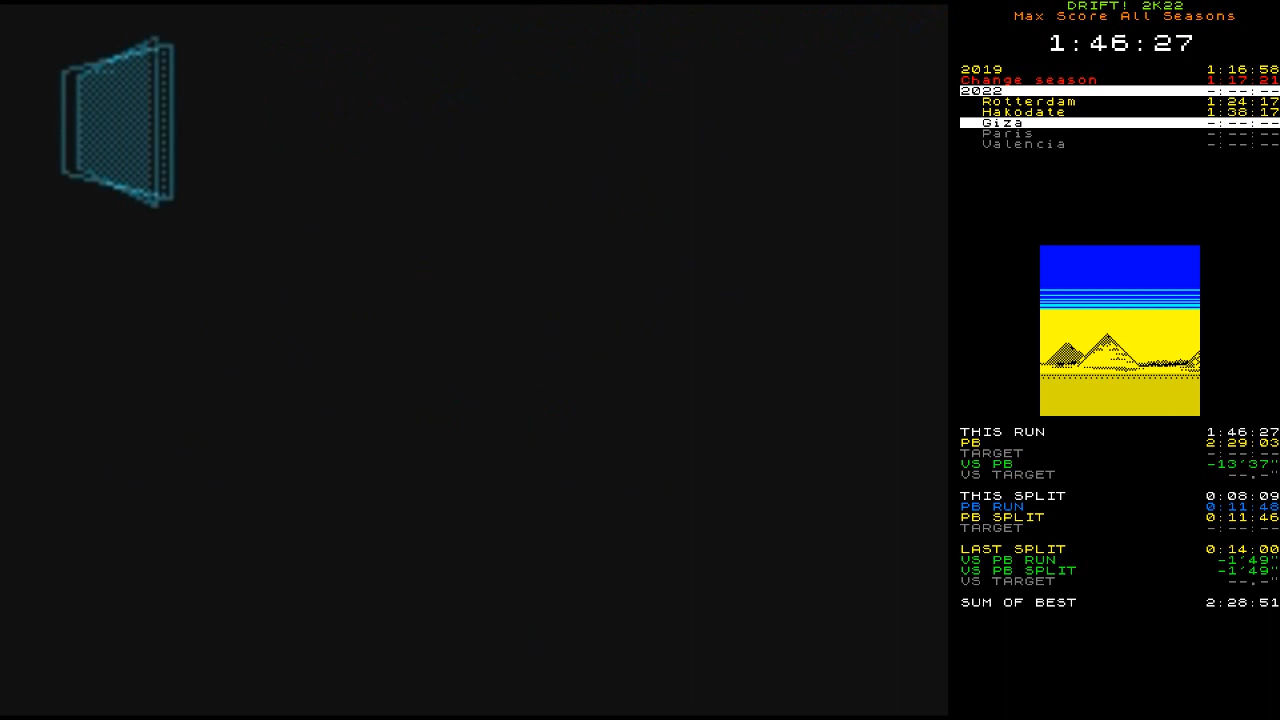 DRIFT! 2K22
Max Score All Seasons
1:46:27
2019 1:16:58
Change season 1:17:21
2022 -:--:--
Rotterdam 1:24:17
Hakodate 1:38:17
Giza -:--:--
Paris -:--:--
Valencia -:--:--
THIS RUN 1:46:27
PB 2:29:03
TARGET -:--:--
VS PB -13'37"
VS TARGET --.-"
THIS SPLIT 0:08:09
PB RUN 0:11:48
PB SPLIT 0:11:46
TARGET -:--:--
LAST SPLIT 0:14:00
VS PB RUN -1'49"
VS PB SPLIT -1'49"
VS TARGET --.-"
SUM OF BEST 2:28:51